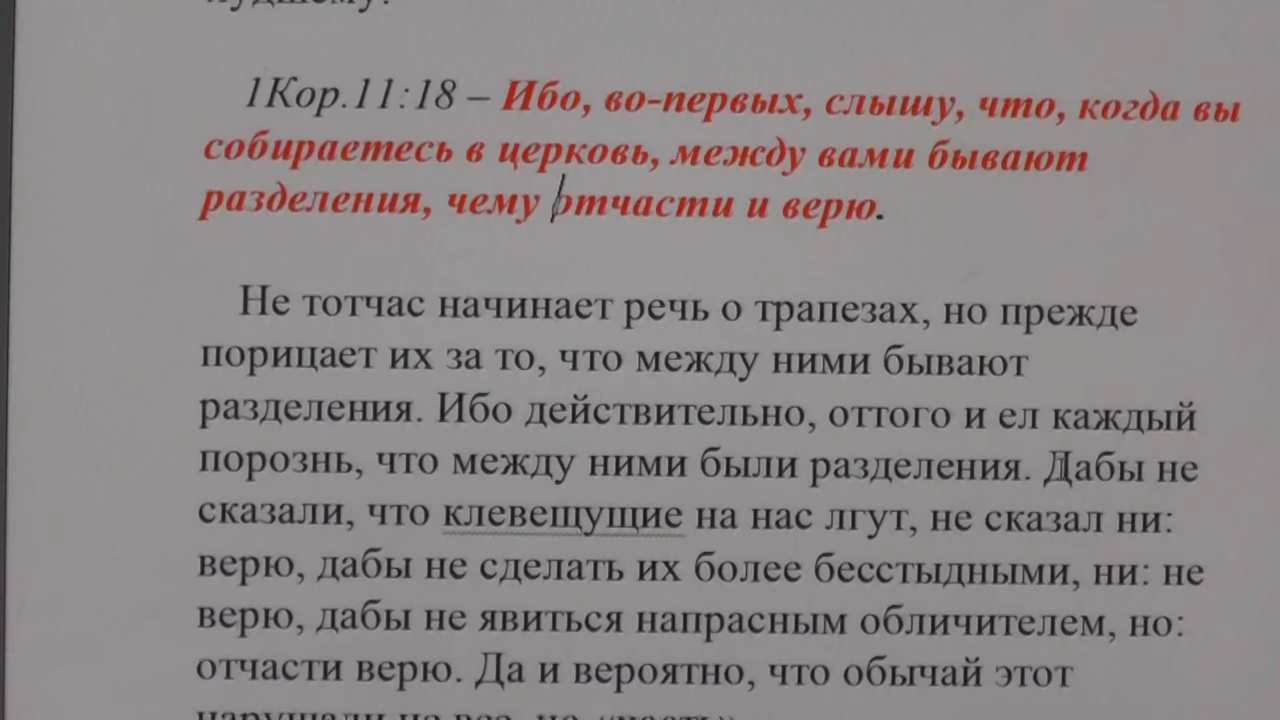 1Кор.11:18 – Ибо, во-первых, слышу, что, когда вы
собираетесь в церковь, между вами бывают
разделения, чему отчасти и верю.
Не тотчас начинает речь о трапезах, но прежде
порицает их за то, что между ними бывают
разделения. Ибо действительно, оттого и ел каждый
порознь, что между ними были разделения. Дабы не
сказали, что клевещущие на нас лгут, не сказал ни:
верю, дабы не сделать их более бесстыдными, ни: не
верю, дабы не явиться напрасным обличителем, но:
отчасти верю. Да и вероятно, что обычай этот